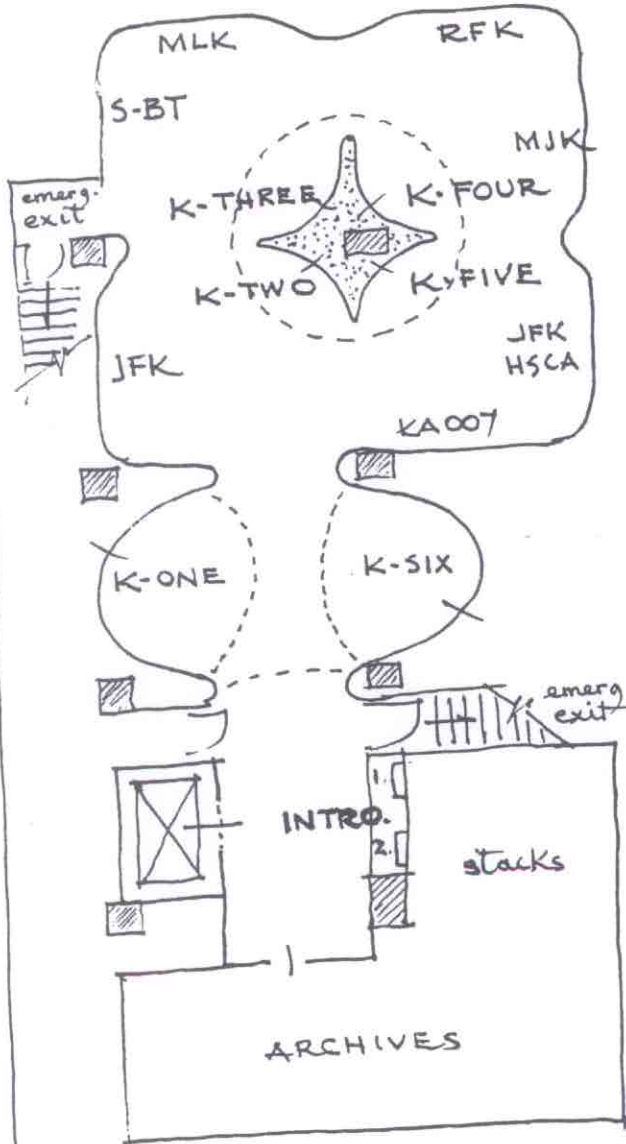 MLK
RFK
S-BT
MJK
emerg.
exit
K-THREE
K-FOUR
K-TWO
K-FIVE
JFK
JFK
HSCA
KA007
K-ONE
K-SIX
emerg
exit
1.
INTRO.
2.
stacks
ARCHIVES